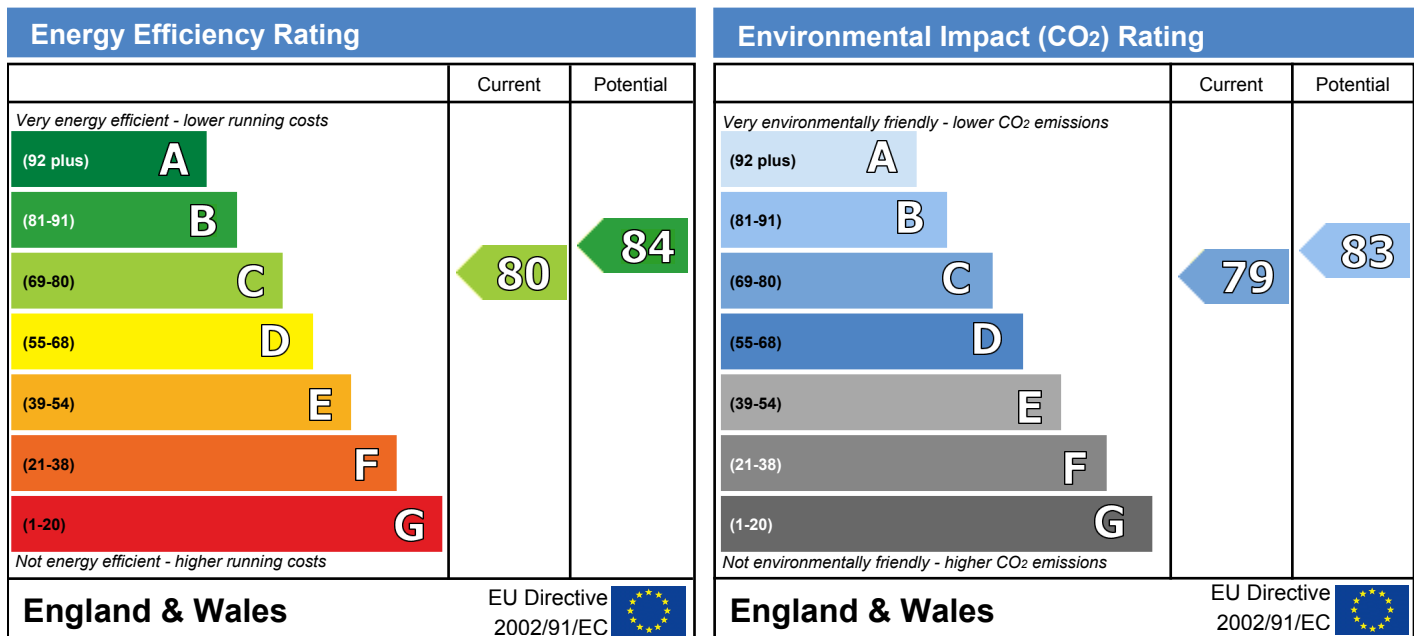 Energy Efficiency Rating
Current Potential
Very energy efficient - lower running costs
(92 plus) A
(81-91) B
(69-80) C
(55-68) D
(39-54) E
(21-38) F
(1-20) G
80
84
Not energy efficient - higher running costs
England & Wales
EU Directive
2002/91/EC
Environmental Impact (CO2) Rating
Current Potential
Very environmentally friendly - lower CO2 emissions
(92 plus) A
(81-91) B
(69-80) C
(55-68) D
(39-54) E
(21-38) F
(1-20) G
79
83
Not environmentally friendly - higher CO2 emissions
England & Wales
EU Directive
2002/91/EC